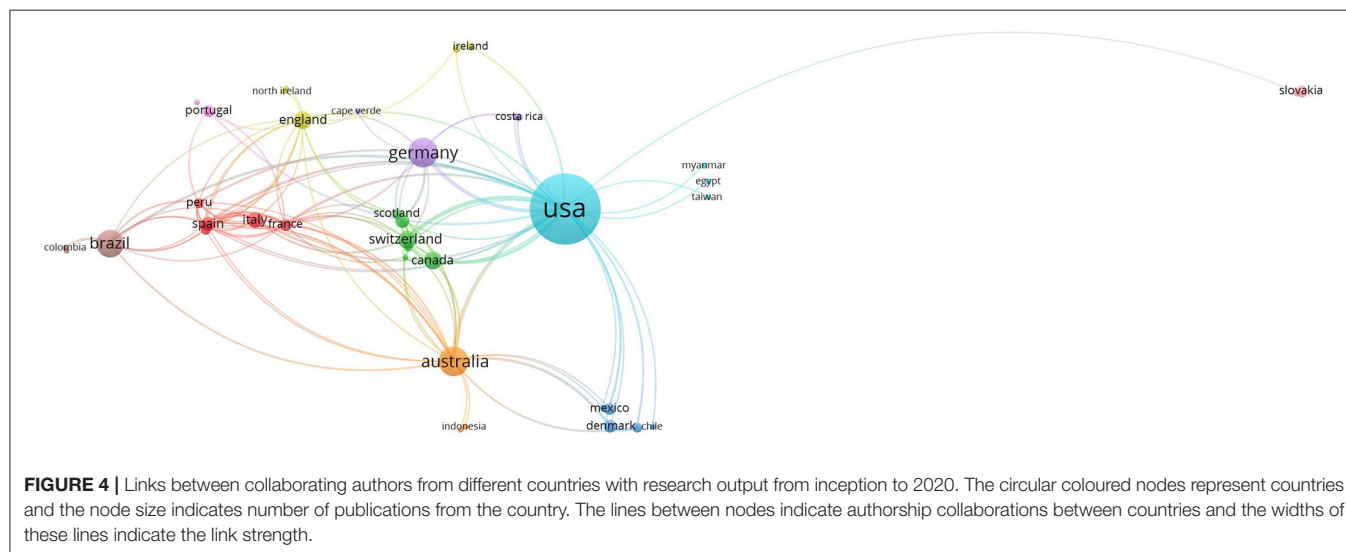 ireland
slovakia
north ireland
portugal
cape verde
costa rica
england
germany
myanmar
egypt
taiwan
usa
peru
scotland
spain
italy
france
switzerland
colombia
brazil
canada
australia
mexico
indonesia
denmark
chile
FIGURE 4 | Links between collaborating authors from different countries with research output from inception to 2020. The circular coloured nodes represent countries
and the node size indicates number of publications from the country. The lines between nodes indicate authorship collaborations between countries and the widths of
these lines indicate the link strength.